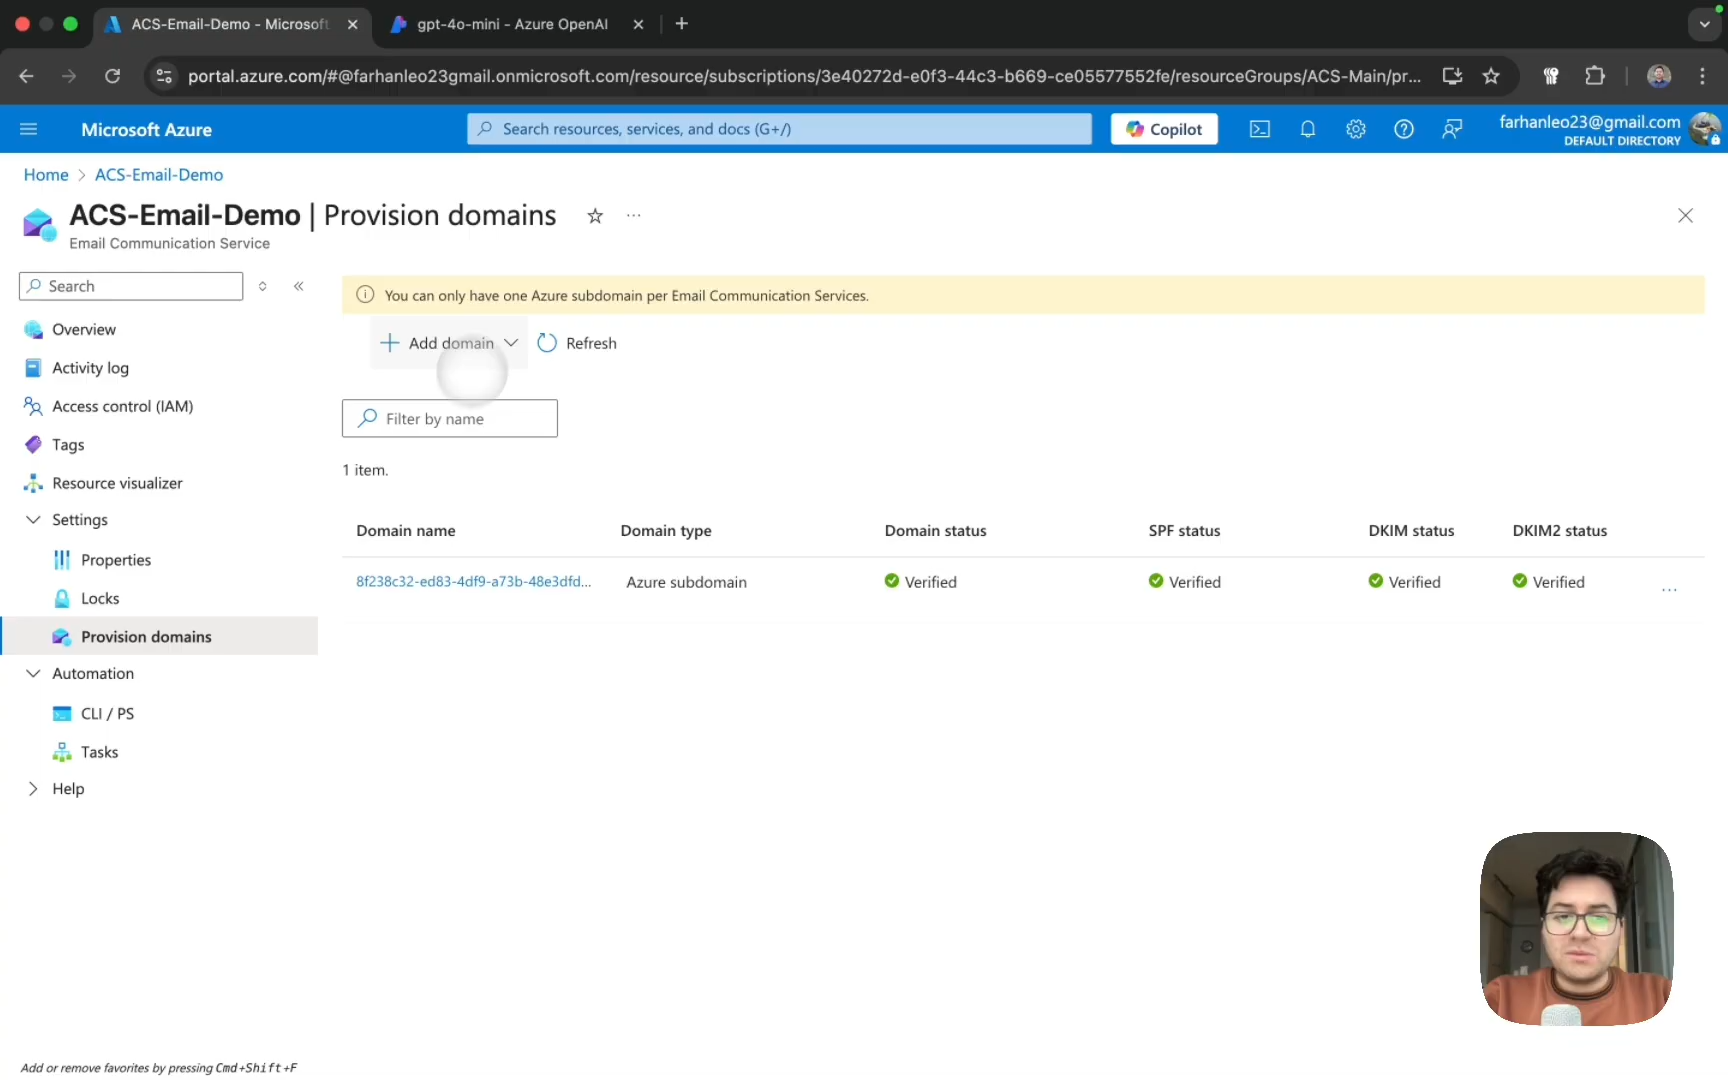 ACS-Email-Demo - Microsoft
gpt-4o-mini - Azure OpenAI
portal.azure.com/#@farhanleo23gmail.onmicrosoft.com/resource/subscriptions/3e40272d-e0f3-44c3-b669-ce05577552fe/resourceGroups/ACS-Main/pr...
Microsoft Azure
Search resources, services, and docs (G+/)
Copilot
farhanleo23@gmail.com
DEFAULT DIRECTORY
Home > ACS-Email-Demo
ACS-Email-Demo | Provision domains
Email Communication Service
Search
Overview
Activity log
Access control (IAM)
Tags
Resource visualizer
Settings
Properties
Locks
Provision domains
Automation
CLI / PS
Tasks
Help
You can only have one Azure subdomain per Email Communication Services.
Add domain
Refresh
Filter by name
1 item.
Domain name Domain type Domain status SPF status DKIM status DKIM2 status
8f238c32-ed83-4df9-a73b-48e3dfd... Azure subdomain Verified Verified Verified Verified
Add or remove favorites by pressing Cmd+Shift+F